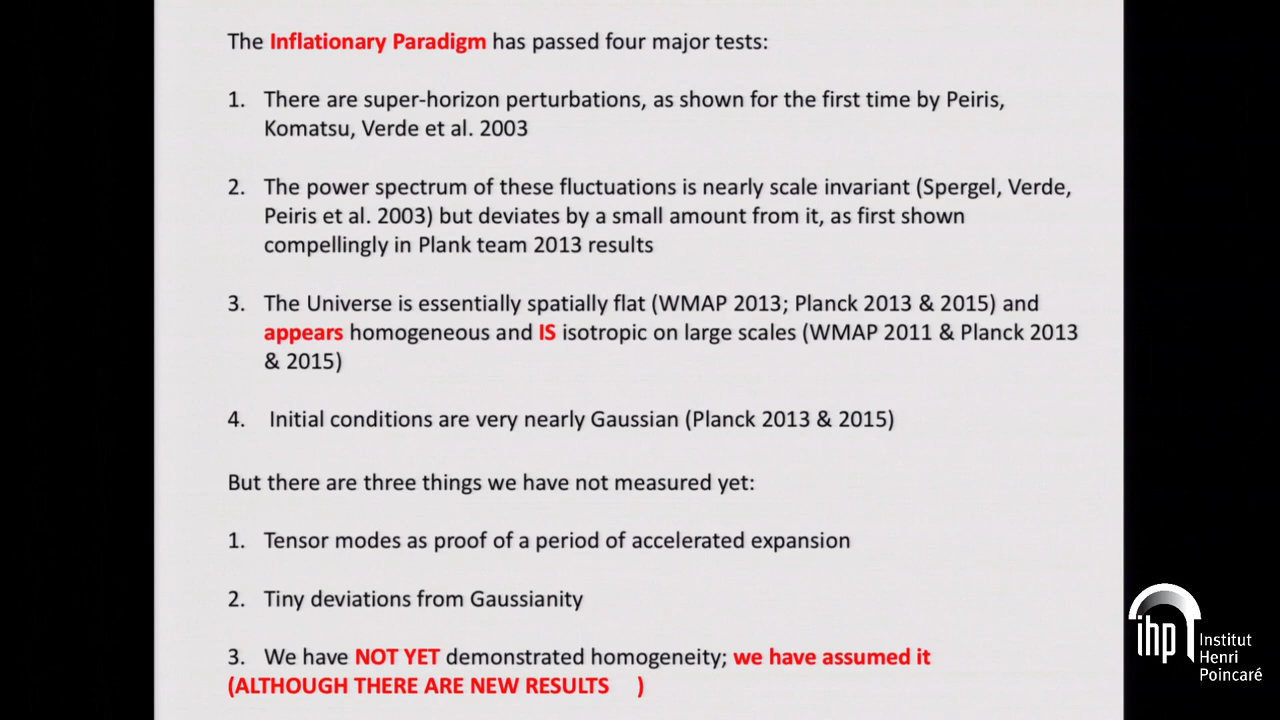 The Inflationary Paradigm has passed four major tests:
1. There are super-horizon perturbations, as shown for the first time by Peiris,
Komatsu, Verde et al. 2003
2. The power spectrum of these fluctuations is nearly scale invariant (Spergel, Verde,
Peiris et al. 2003) but deviates by a small amount from it, as first shown
compellingly in Plank team 2013 results
3. The Universe is essentially spatially flat (WMAP 2013; Planck 2013 & 2015) and
appears homogeneous and IS isotropic on large scales (WMAP 2011 & Planck 2013
& 2015)
4. Initial conditions are very nearly Gaussian (Planck 2013 & 2015)
But there are three things we have not measured yet:
1. Tensor modes as proof of a period of accelerated expansion
2. Tiny deviations from Gaussianity
3. We have NOT YET demonstrated homogeneity; we have assumed it
(ALTHOUGH THERE ARE NEW RESULTS )
ihp
Institut
Henri
Poincaré